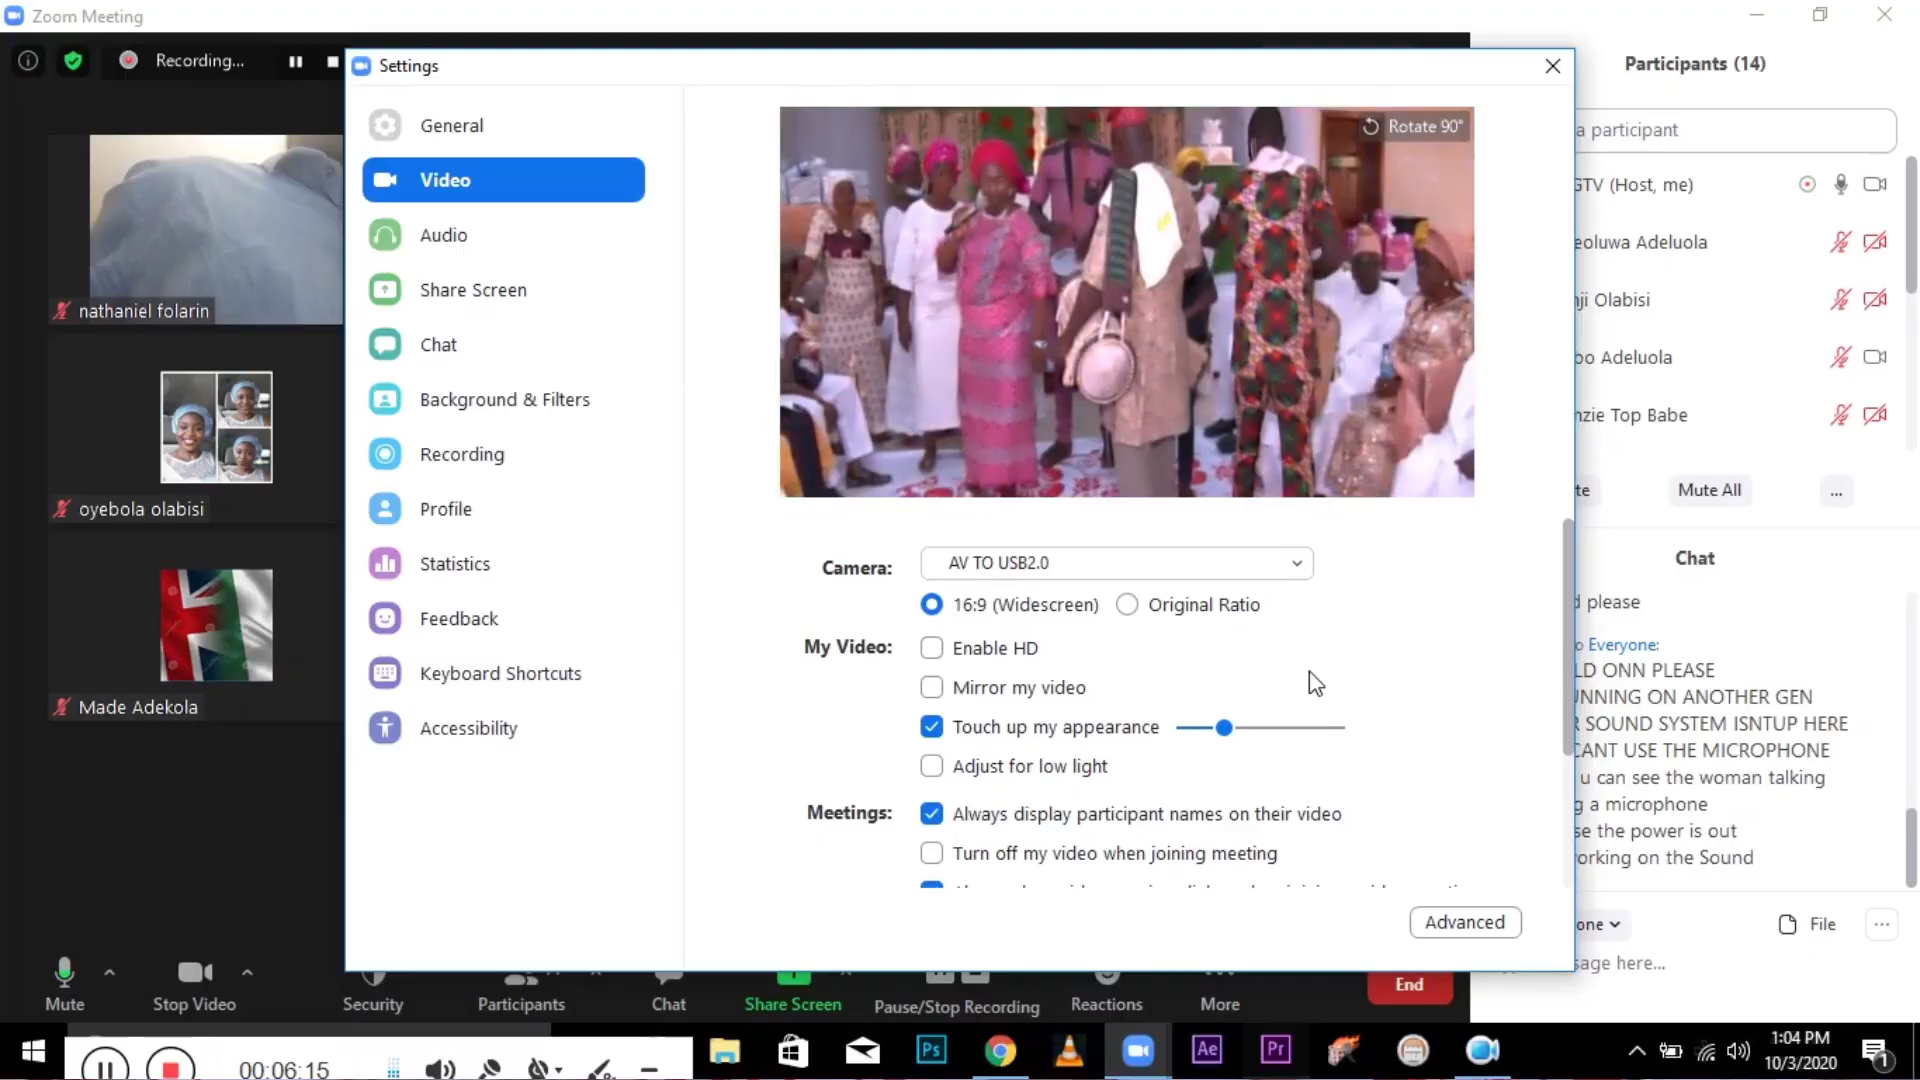 Zoom Meeting
Recording...
Settings
General
Video
Audio
Share Screen
Chat
Background & Filters
Recording
Profile
Statistics
Feedback
Keyboard Shortcuts
Accessibility
Rotate 90°
Camera:
AV TO USB2.0
16:9 (Widescreen)
Original Ratio
My Video:
Enable HD
Mirror my video
Touch up my appearance
Adjust for low light
Meetings:
Always display participant names on their video
Turn off my video when joining meeting
Advanced
nathaniel folarin
oyebola olabisi
Made Adekola
Participants (14)
a participant
GTV (Host, me)
eoluwa Adeluola
nji Olabisi
bo Adeluola
nzie Top Babe
te
Mute All
...
Chat
d please
o Everyone:
LD ONN PLEASE
UNNING ON ANOTHER GEN
R SOUND SYSTEM ISNTUP HERE
CANT USE THE MICROPHONE
u can see the woman talking
g a microphone
se the power is out
orking on the Sound
one
File
...
sage here...
Mute
Stop Video
Security
Participants
Chat
Share Screen
Pause/Stop Recording
Reactions
More
End
00:06:15
Ps
Ae
Pr
1:04 PM
10/3/2020
1